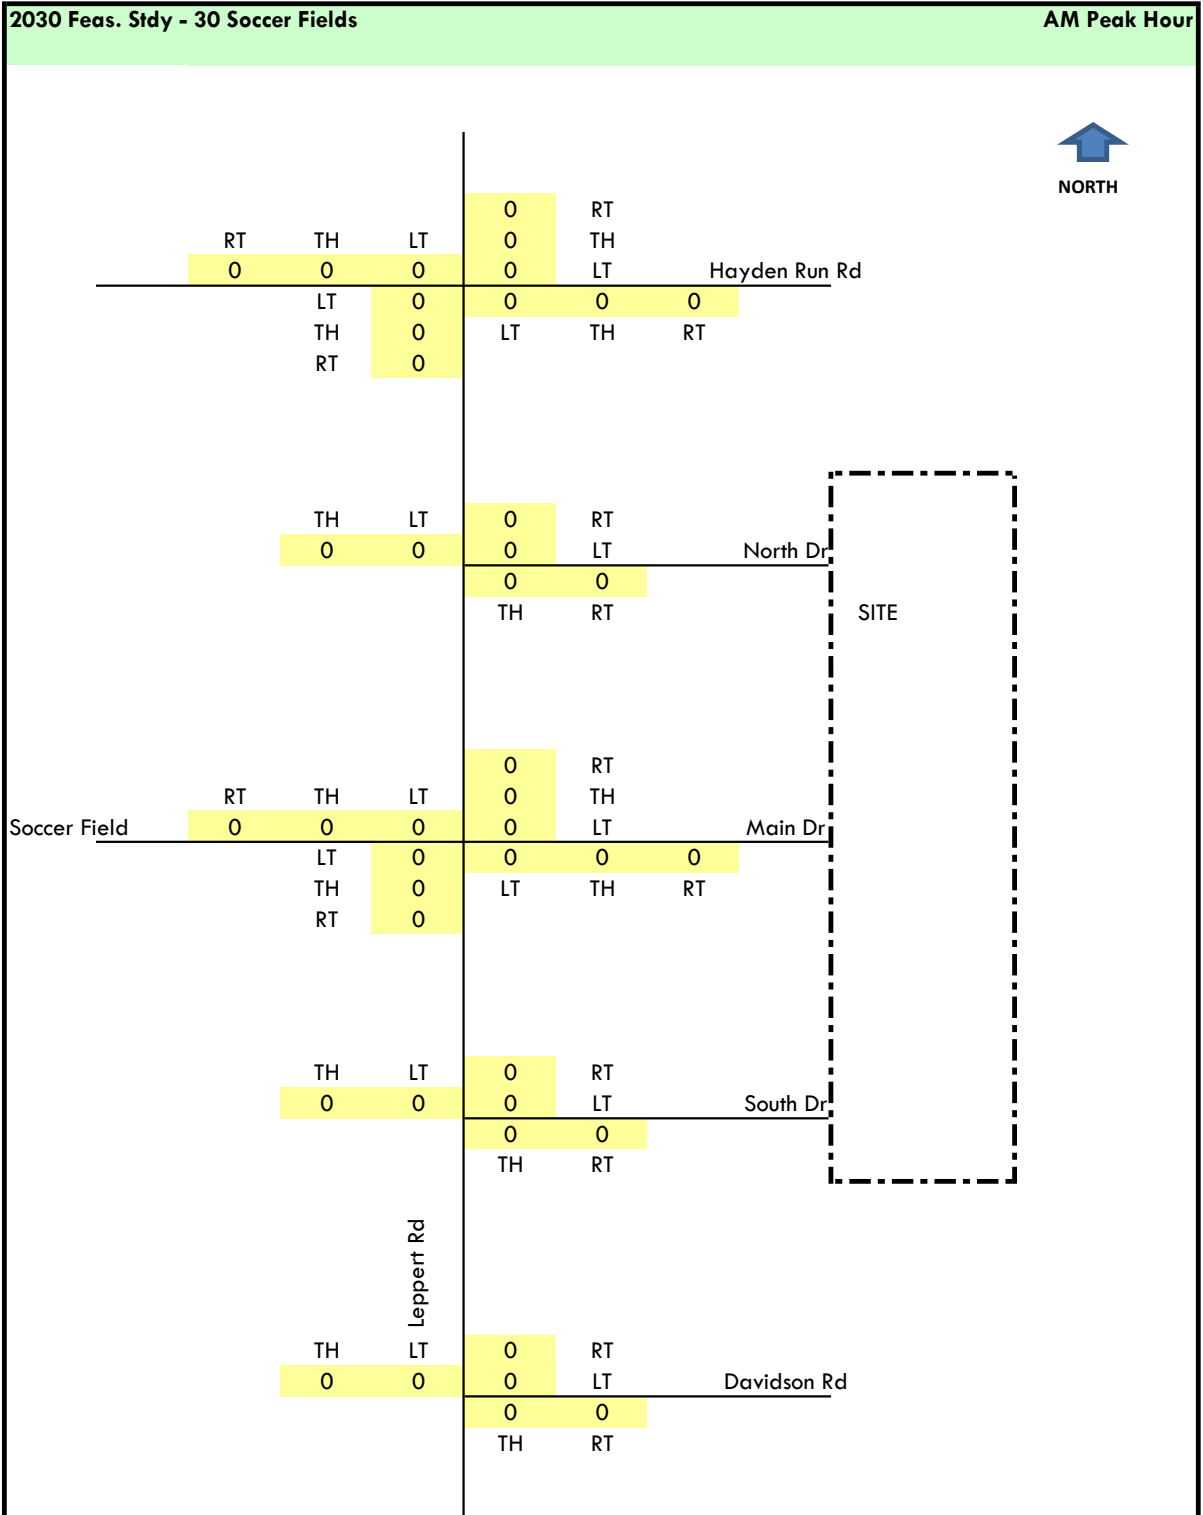 2030 Feas. Stdy - 30 Soccer Fields AM Peak Hour
NORTH
0 RT
RT TH LT 0 TH
0 0 0 0 LT Hayden Run Rd
LT 0 0 0 0
TH 0 LT TH RT
RT 0
TH LT 0 RT
0 0 0 LT North Dr
0 0
TH RT SITE
0 RT
RT TH LT 0 TH
Soccer Field 0 0 0 0 LT Main Dr
LT 0 0 0 0
TH 0 LT TH RT
RT 0
TH LT 0 RT
0 0 0 LT South Dr
0 0
TH RT
Leppert Rd
TH LT 0 RT
0 0 0 LT Davidson Rd
0 0
TH RT